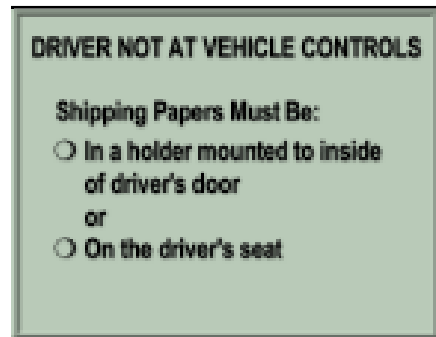 DRIVER NOT AT VEHICLE CONTROLS
Shipping Papers Must Be:
❍ In a holder mounted to inside
of driver's door
or
❍ On the driver's seat